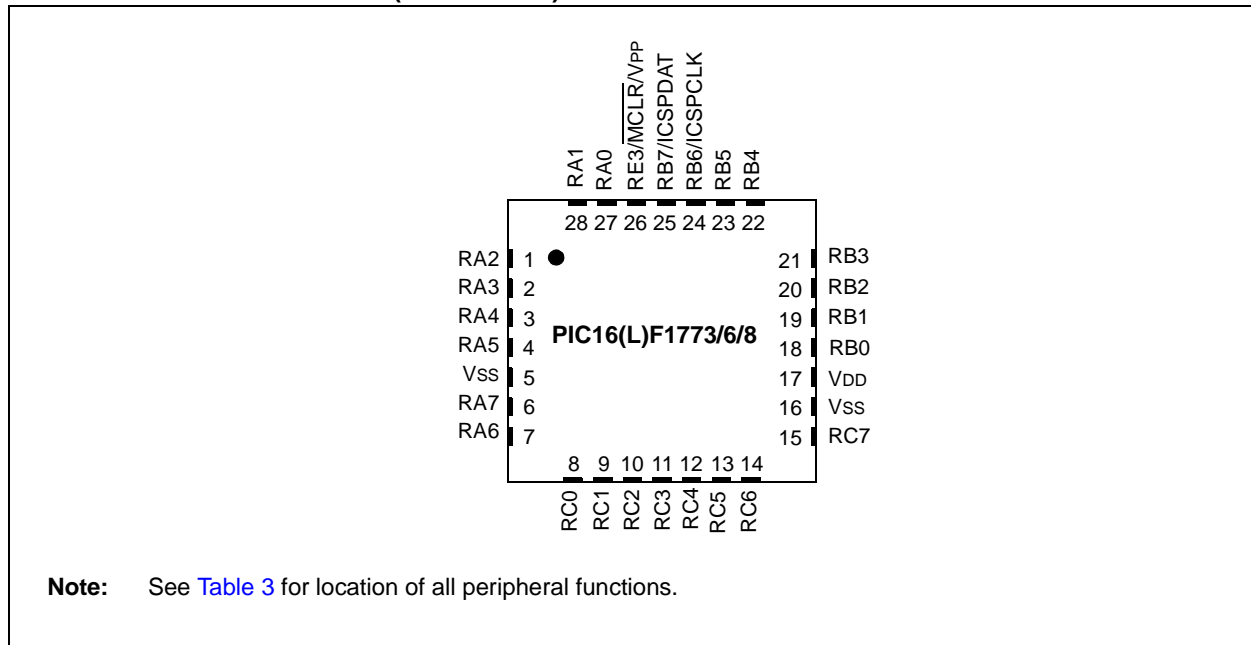 RA1
RA0
RE3/MCLR/VPP
RB7/ICSPDAT
RB6/ICSPCLK
RB5
RB4
28 27 26 25 24 23 22
RA2 1
RA3 2
RA4 3
RA5 4
VSS 5
RA7 6
RA6 7
PIC16(L)F1773/6/8
21 RB3
20 RB2
19 RB1
18 RB0
17 VDD
16 VSS
15 RC7
8 9 10 11 12 13 14
RC0
RC1
RC2
RC3
RC4
RC5
RC6
Note: See Table 3 for location of all peripheral functions.